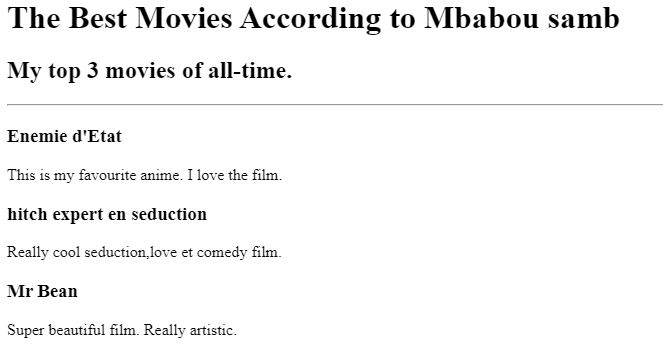 The Best Movies According to Mbabou samb
My top 3 movies of all-time.
Enemie d'Etat
This is my favourite anime. I love the film.
hitch expert en seduction
Really cool seduction,love et comedy film.
Mr Bean
Super beautiful film. Really artistic.